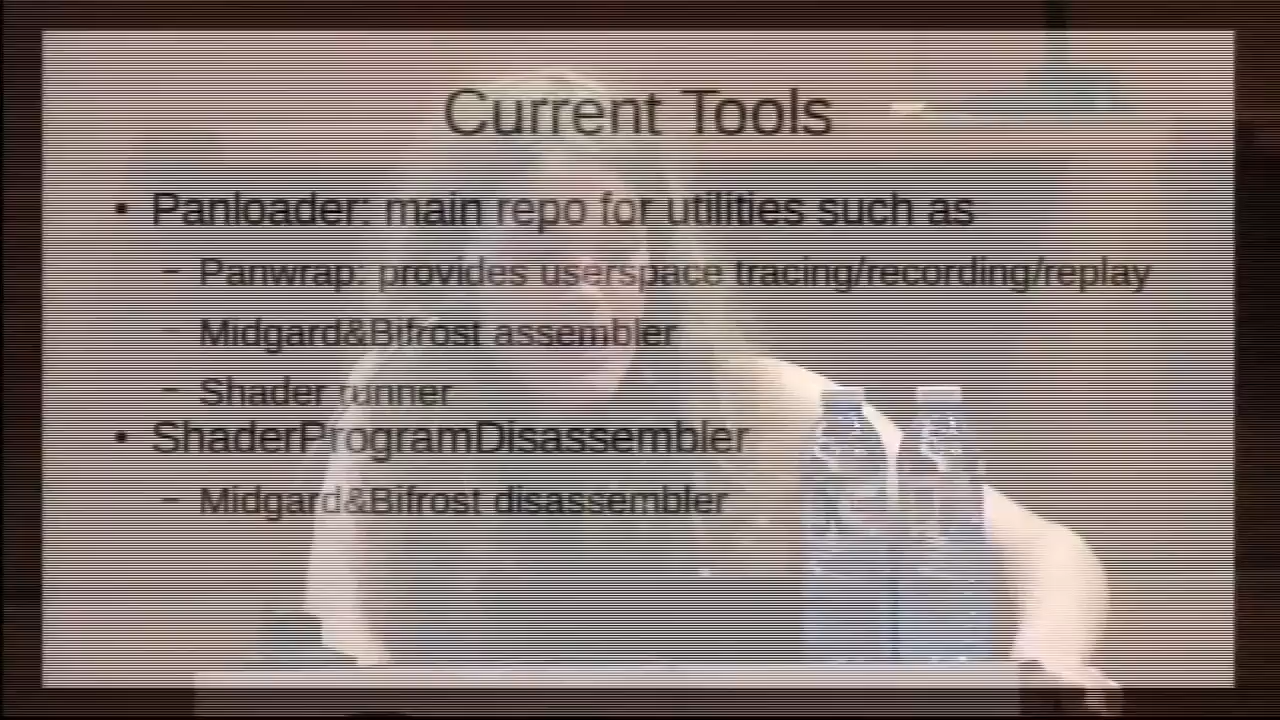 Current Tools
• Panloader: main repo for utilities such as
– Panwrap: provides userspace tracing/recording/replay
– Midgard&Bifrost assembler
– Shader runner
• ShaderProgramDisassembler
– Midgard&Bifrost disassembler